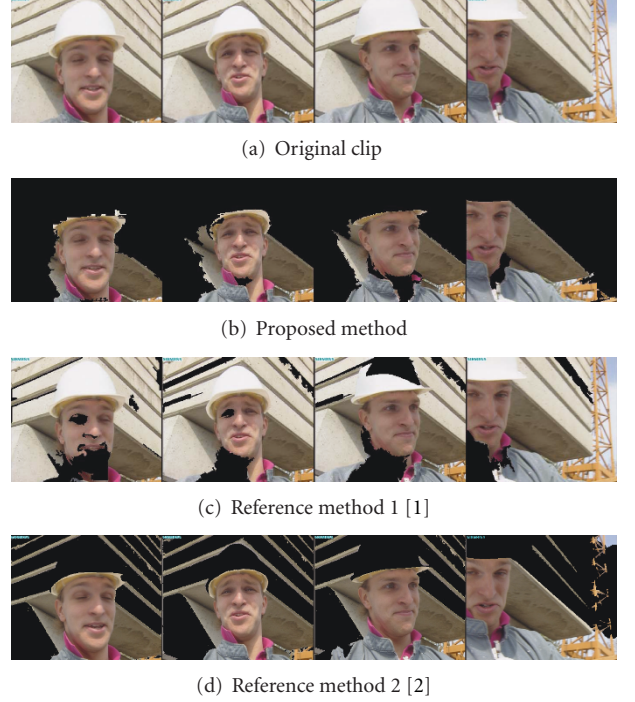 (a) Original clip
(b) Proposed method
(c) Reference method 1 [1]
(d) Reference method 2 [2]